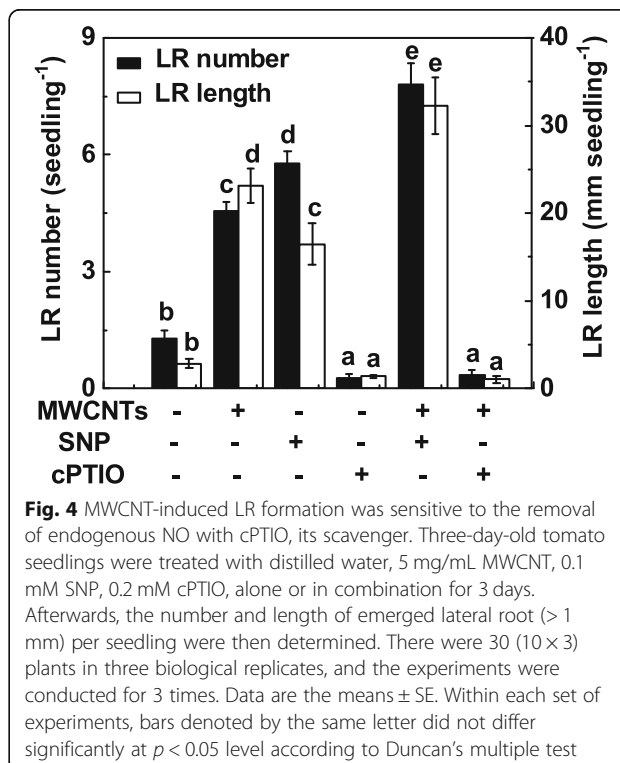 9
6
3
0
LR number (seedling-1)
LR number
LR length
40
30
20
10
0
LR length (mm seedling-1)
b b c d d c a a e e a a
MWCNTs - + - - + +
SNP - - + - + -
cPTIO - - - + - +
Fig. 4 MWCNT-induced LR formation was sensitive to the removal
of endogenous NO with cPTIO, its scavenger. Three-day-old tomato
seedlings were treated with distilled water, 5 mg/mL MWCNT, 0.1
mM SNP, 0.2 mM cPTIO, alone or in combination for 3 days.
Afterwards, the number and length of emerged lateral root (> 1
mm) per seedling were then determined. There were 30 (10 × 3)
plants in three biological replicates, and the experiments were
conducted for 3 times. Data are the means ± SE. Within each set of
experiments, bars denoted by the same letter did not differ
significantly at p < 0.05 level according to Duncan's multiple test